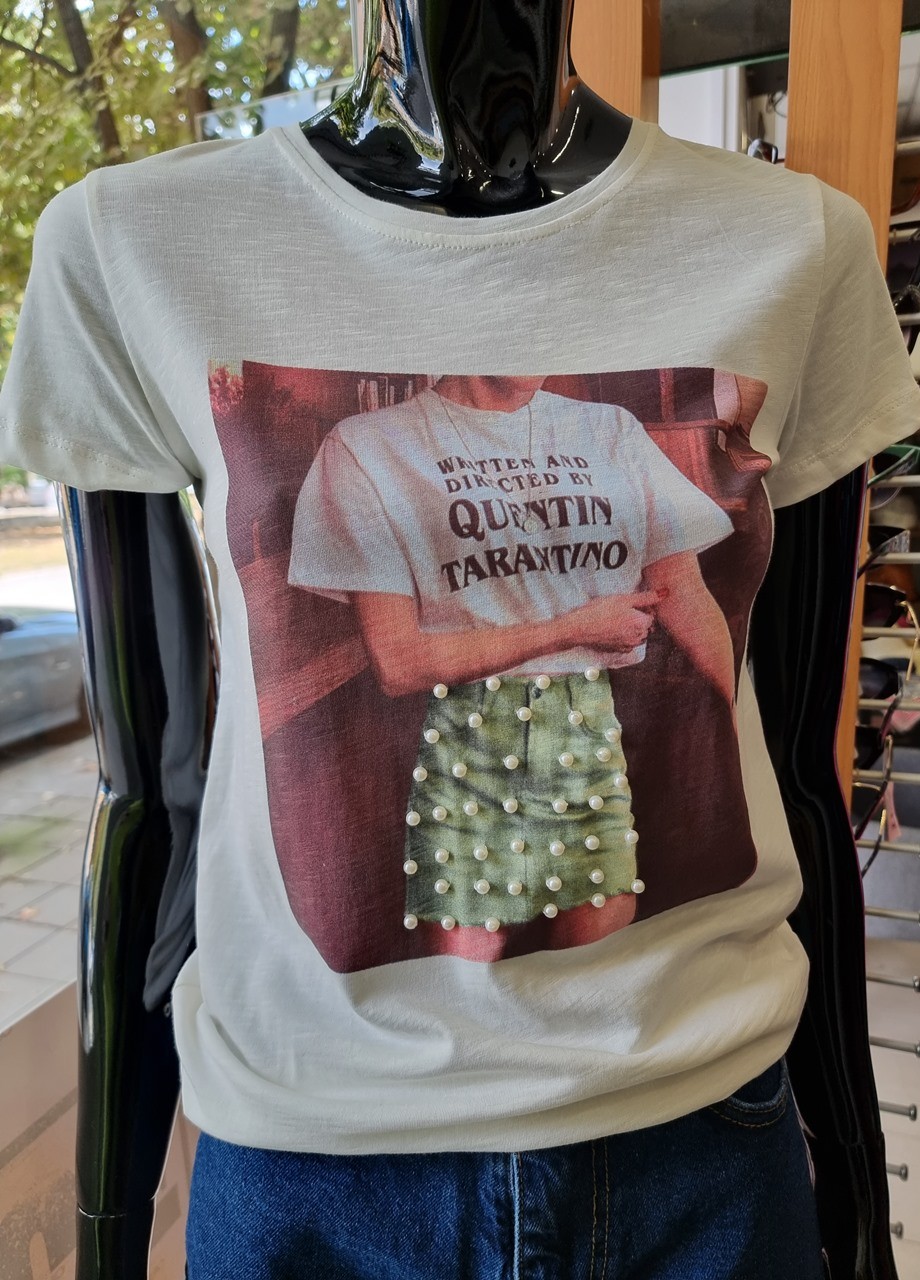 WRITTEN AND
DIRECTED BY
QUENTIN
TARANTINO